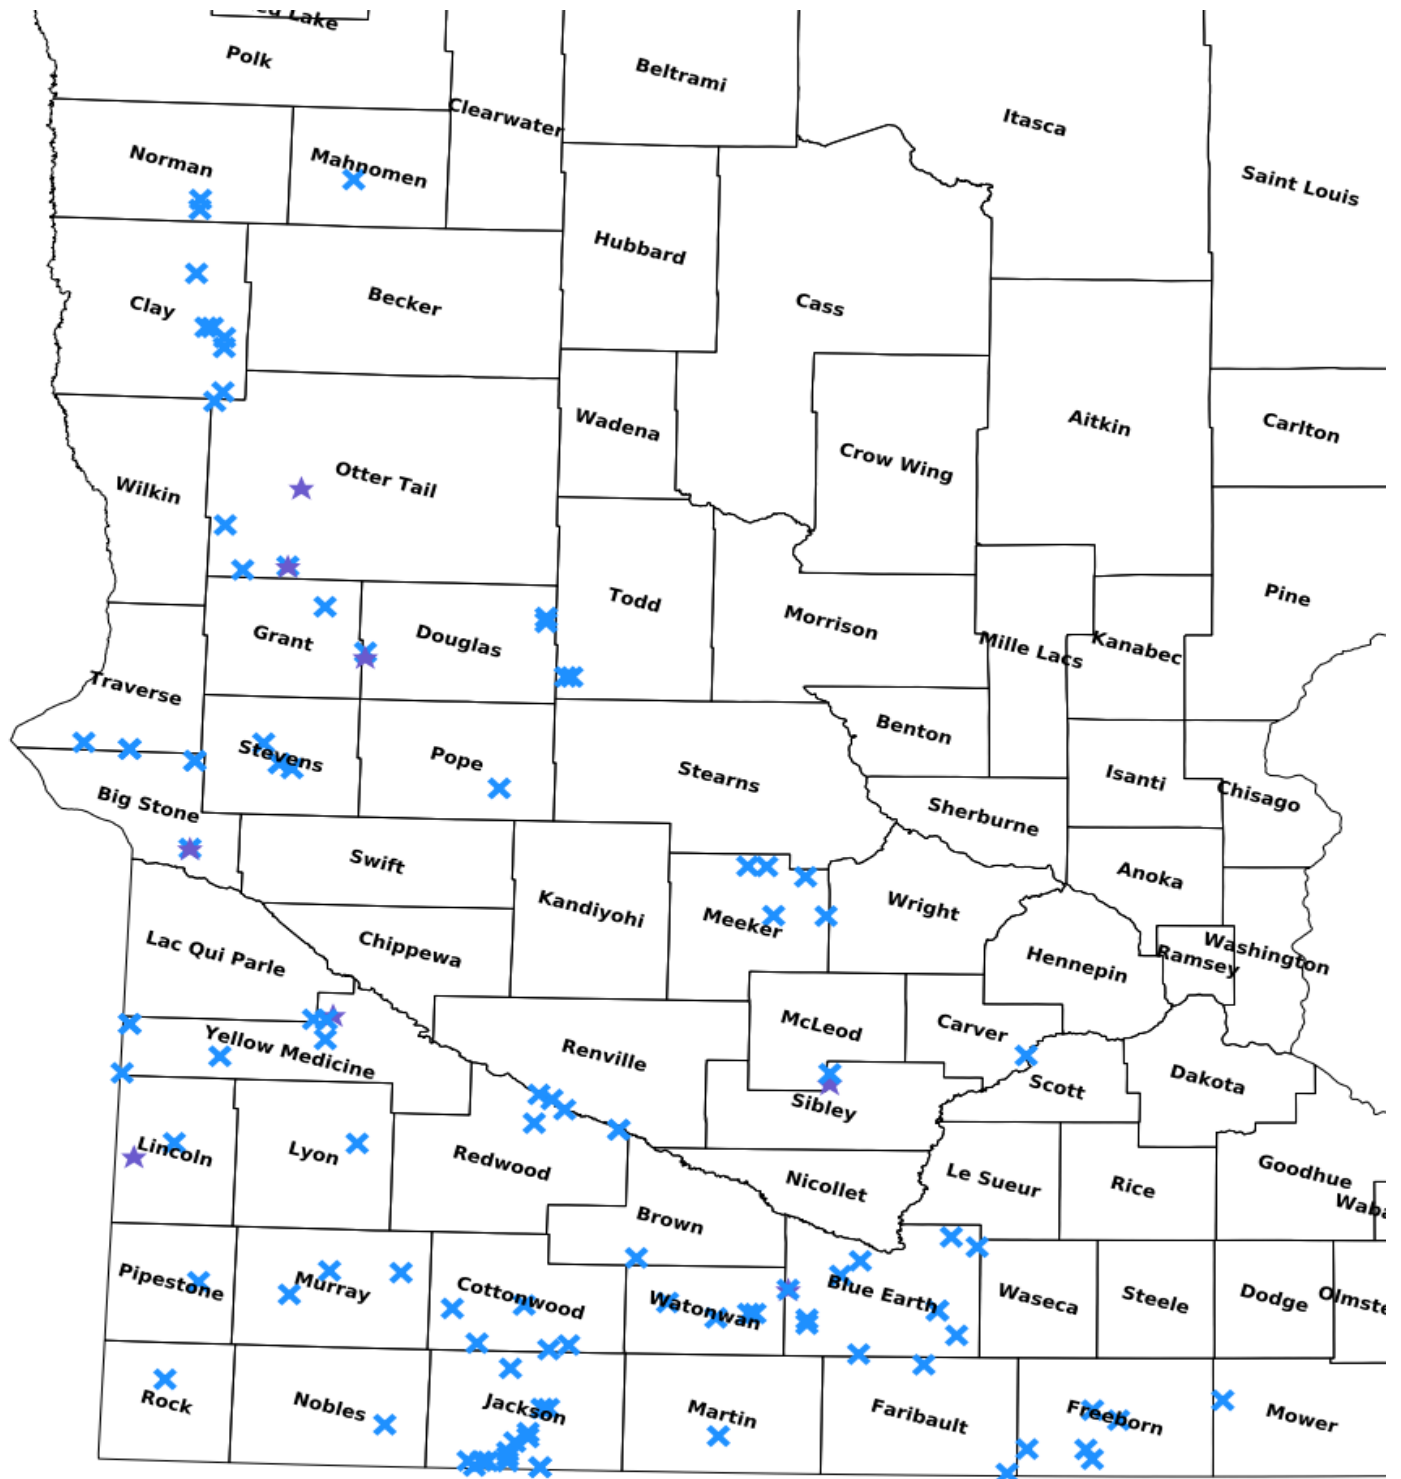 Lake
Polk
Beltrami
Clearwater
Itasca
Norman
Mahnomen
Saint Louis
Hubbard
Clay
Becker
Cass
Wadena
Aitkin
Carlton
Crow Wing
Otter Tail
Wilkin
Todd
Pine
Morrison
Grant
Douglas
Mille Lacs
Kanabec
Traverse
Benton
Stevens
Pope
Stearns
Isanti
Chisago
Big Stone
Sherburne
Swift
Anoka
Kandiyohi
Meeker
Wright
Lac Qui Parle
Chippewa
Hennepin
Ramsey
Washington
McLeod
Carver
Yellow Medicine
Renville
Scott
Dakota
Sibley
Lincoln
Lyon
Redwood
Nicollet
Le Sueur
Rice
Goodhue
Waba
Brown
Pipestone
Murray
Cottonwood
Watonwan
Blue Earth
Waseca
Steele
Dodge
Olmste
Rock
Nobles
Jackson
Martin
Faribault
Freeborn
Mower